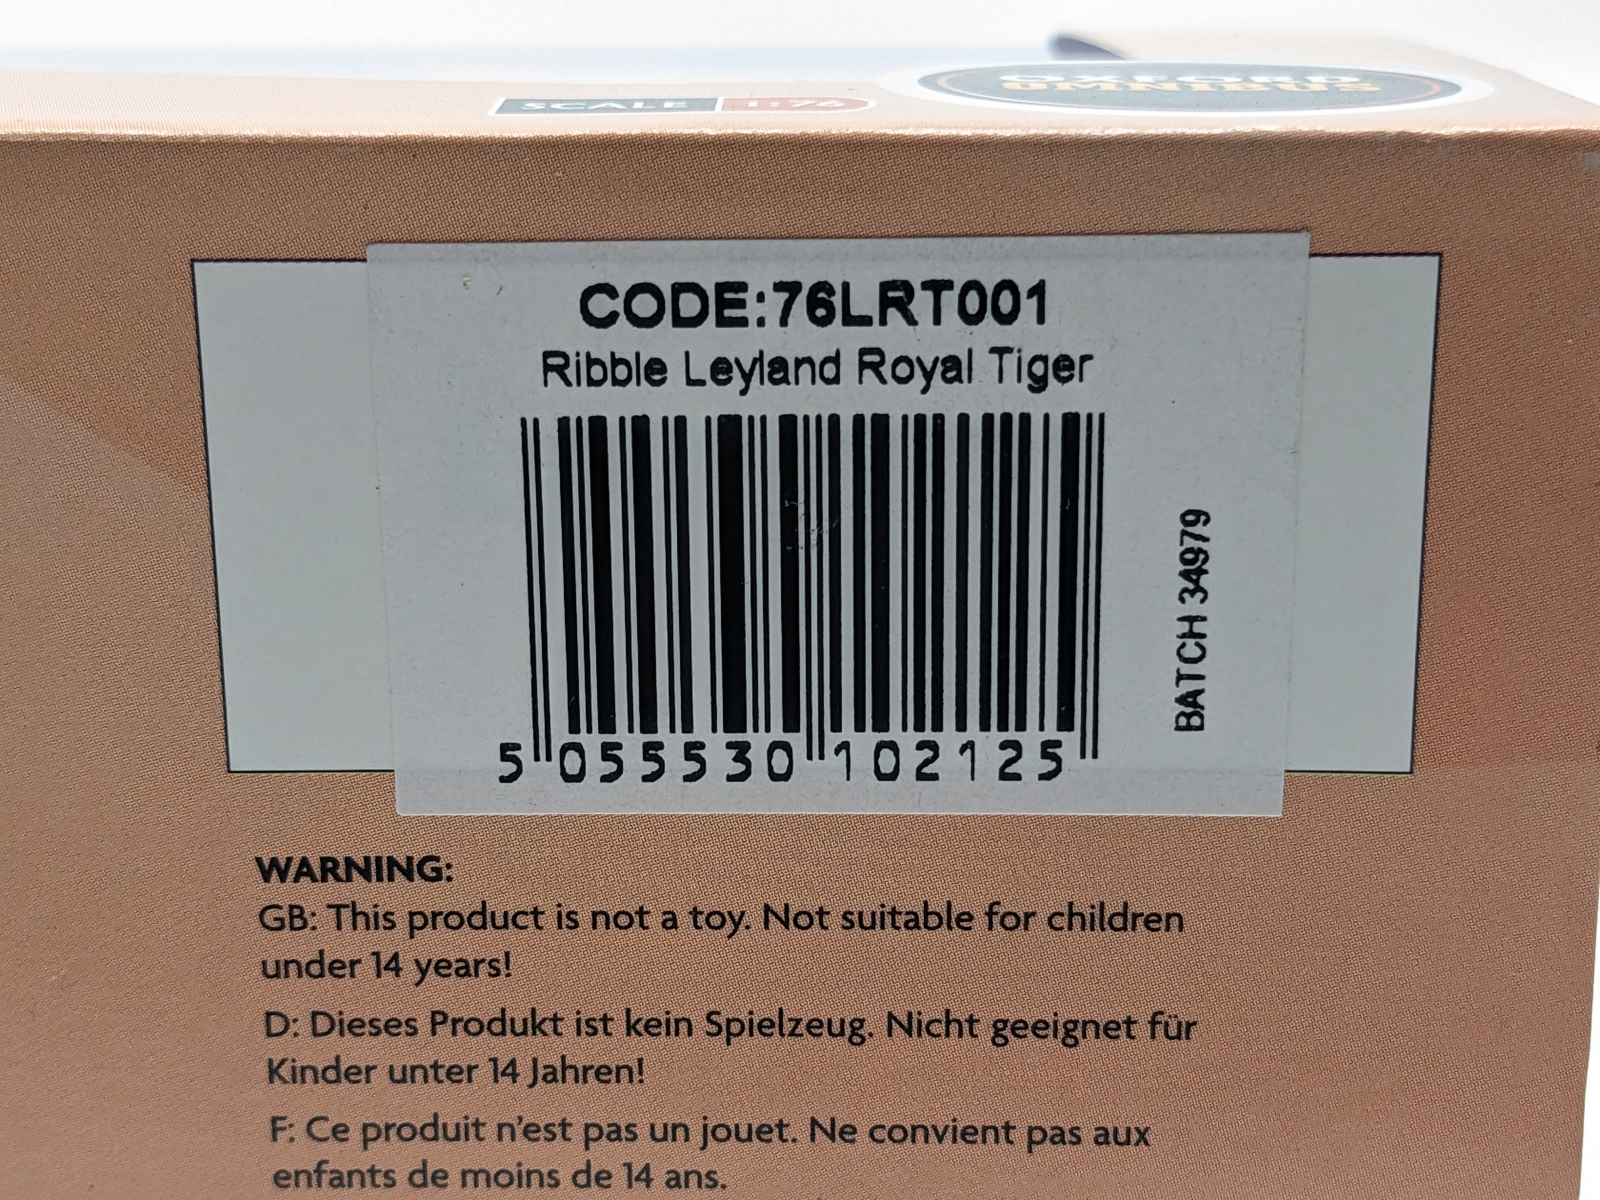 SCALE 1:76
OXFORD
OMNIBUS
CODE:76LRT001
Ribble Leyland Royal Tiger
BATCH 34979
5 055530 102125
WARNING:
GB: This product is not a toy. Not suitable for children
under 14 years!
D: Dieses Produkt ist kein Spielzeug. Nicht geeignet für
Kinder unter 14 Jahren!
F: Ce produit n'est pas un jouet. Ne convient pas aux
enfants de moins de 14 ans.